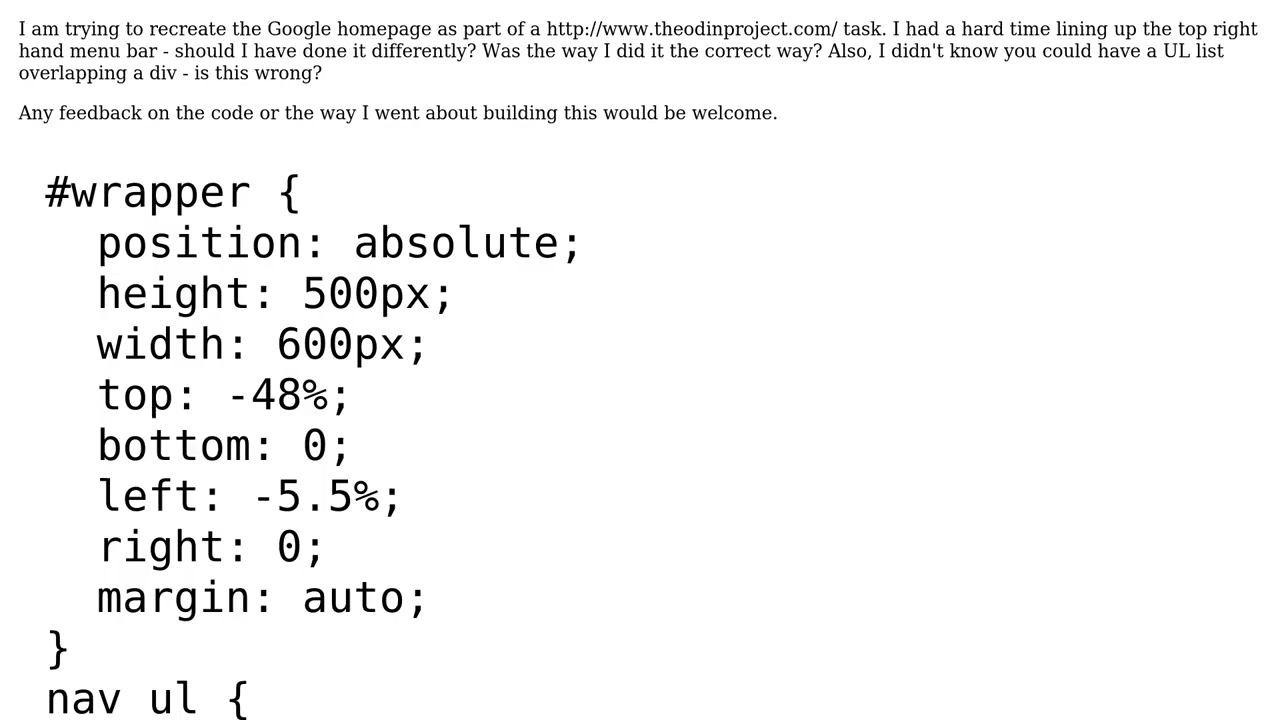 I am trying to recreate the Google homepage as part of a http://www.theodinproject.com/ task. I had a hard time lining up the top right
hand menu bar - should I have done it differently? Was the way I did it the correct way? Also, I didn't know you could have a UL list
overlapping a div - is this wrong?
Any feedback on the code or the way I went about building this would be welcome.
#wrapper {
  position: absolute;
  height: 500px;
  width: 600px;
  top: -48%;
  bottom: 0;
  left: -5.5%;
  right: 0;
  margin: auto;
}
nav ul {